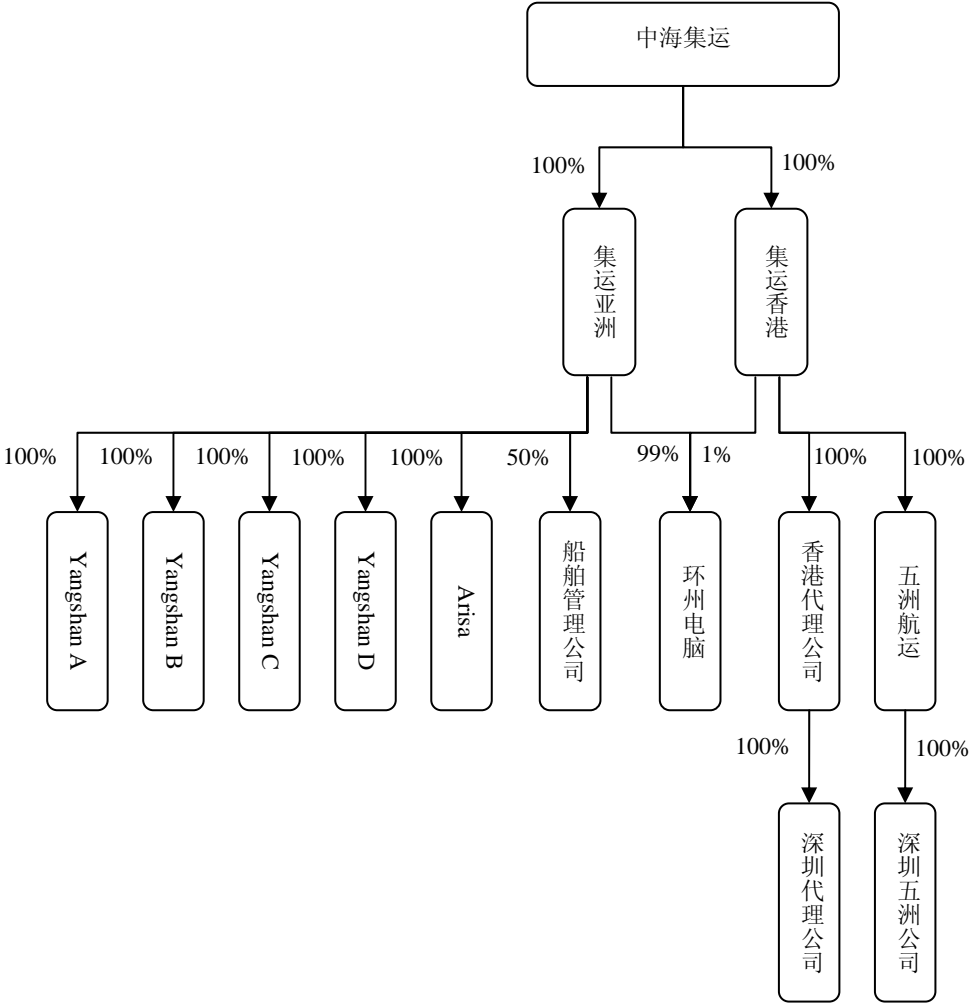 中海集运
100%
100%
集运亚洲
集运香港
100%
100%
100%
100%
100%
50%
99%
1%
100%
100%
Yangshan A
Yangshan B
Yangshan C
Yangshan D
Arisa
船舶管理公司
环州电脑
香港代理公司
五洲航运
100%
100%
深圳代理公司
深圳五洲公司